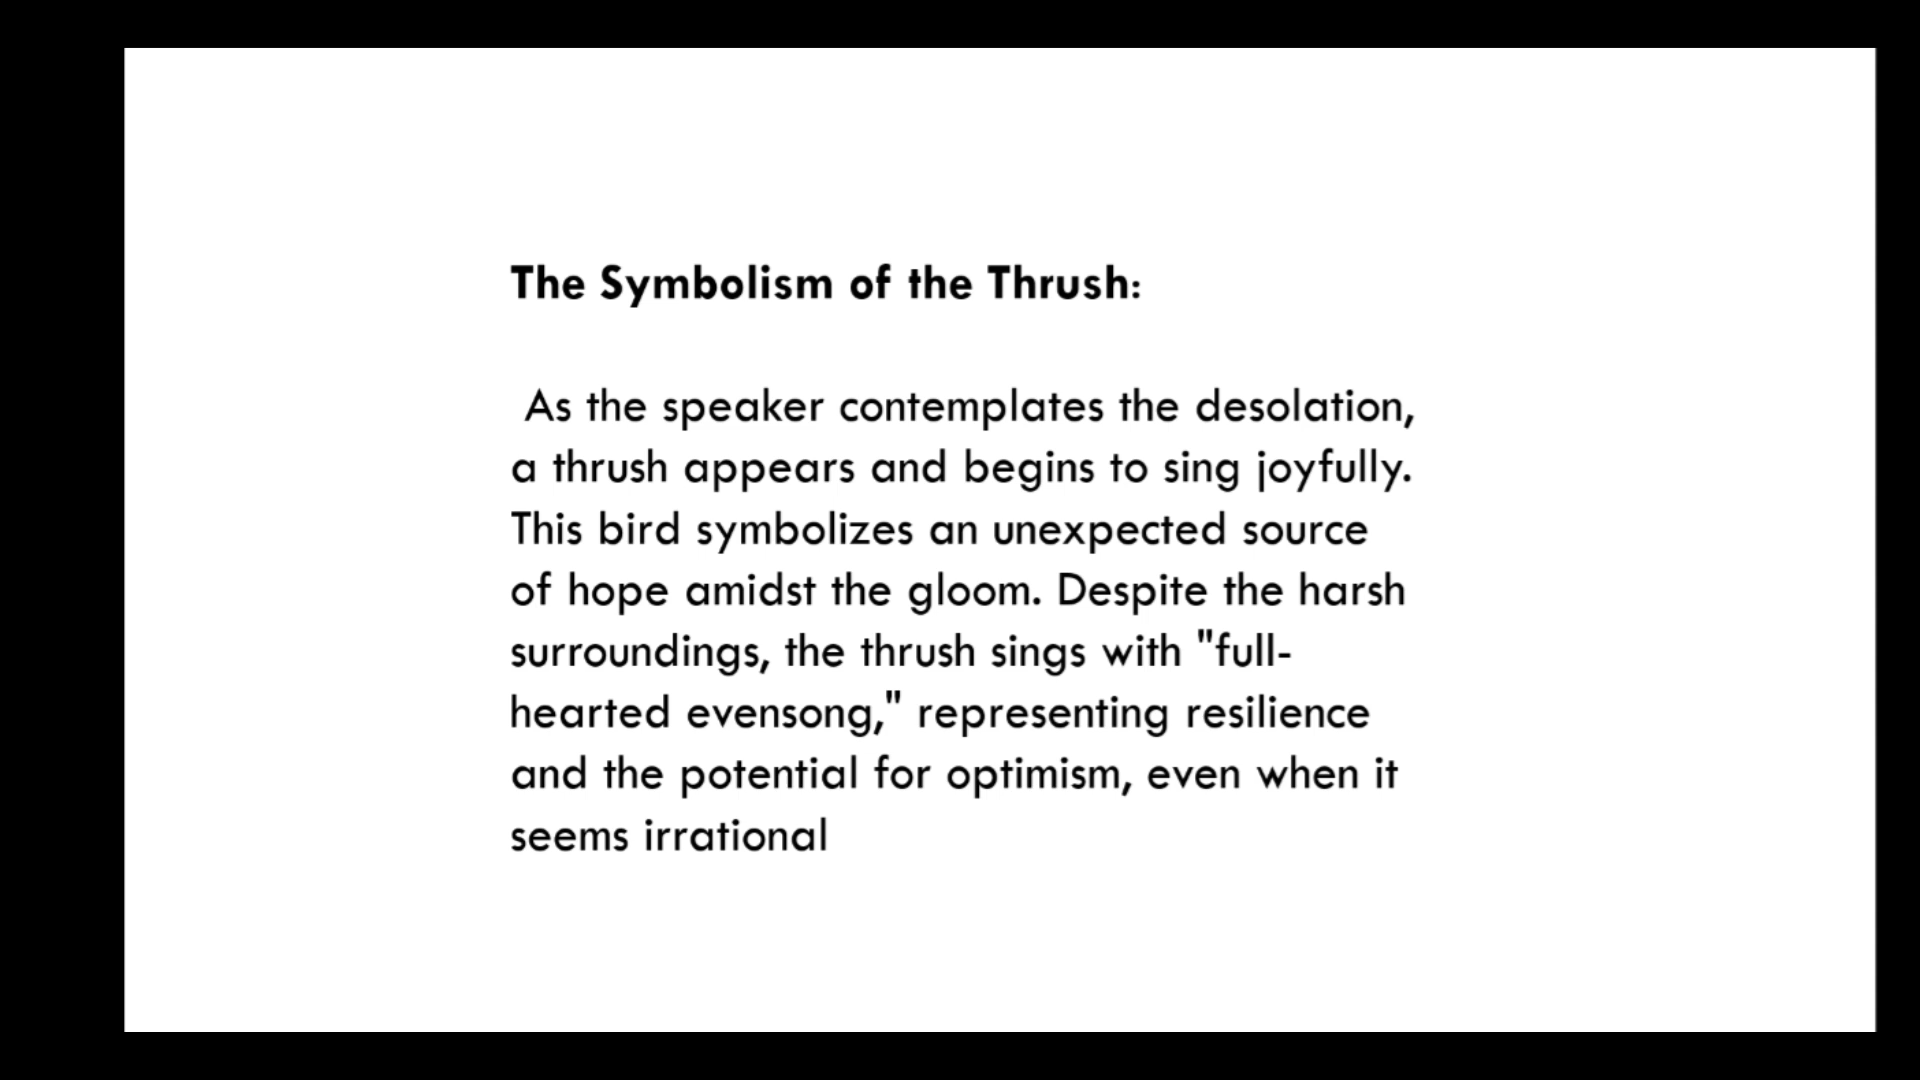 The Symbolism of the Thrush:
As the speaker contemplates the desolation,
a thrush appears and begins to sing joyfully.
This bird symbolizes an unexpected source
of hope amidst the gloom. Despite the harsh
surroundings, the thrush sings with "full-
hearted evensong," representing resilience
and the potential for optimism, even when it
seems irrational